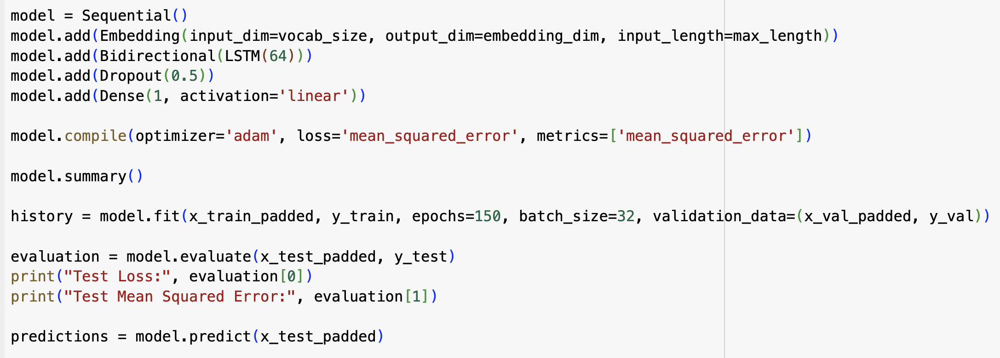 model = Sequential()
model.add(Embedding(input_dim=vocab_size, output_dim=embedding_dim, input_length=max_length))
model.add(Bidirectional(LSTM(64)))
model.add(Dropout(0.5))
model.add(Dense(1, activation='linear'))
model.compile(optimizer='adam', loss='mean_squared_error', metrics=['mean_squared_error'])
model.summary()
history = model.fit(x_train_padded, y_train, epochs=150, batch_size=32, validation_data=(x_val_padded, y_val))
evaluation = model.evaluate(x_test_padded, y_test)
print("Test Loss:", evaluation[0])
print("Test Mean Squared Error:", evaluation[1])
predictions = model.predict(x_test_padded)